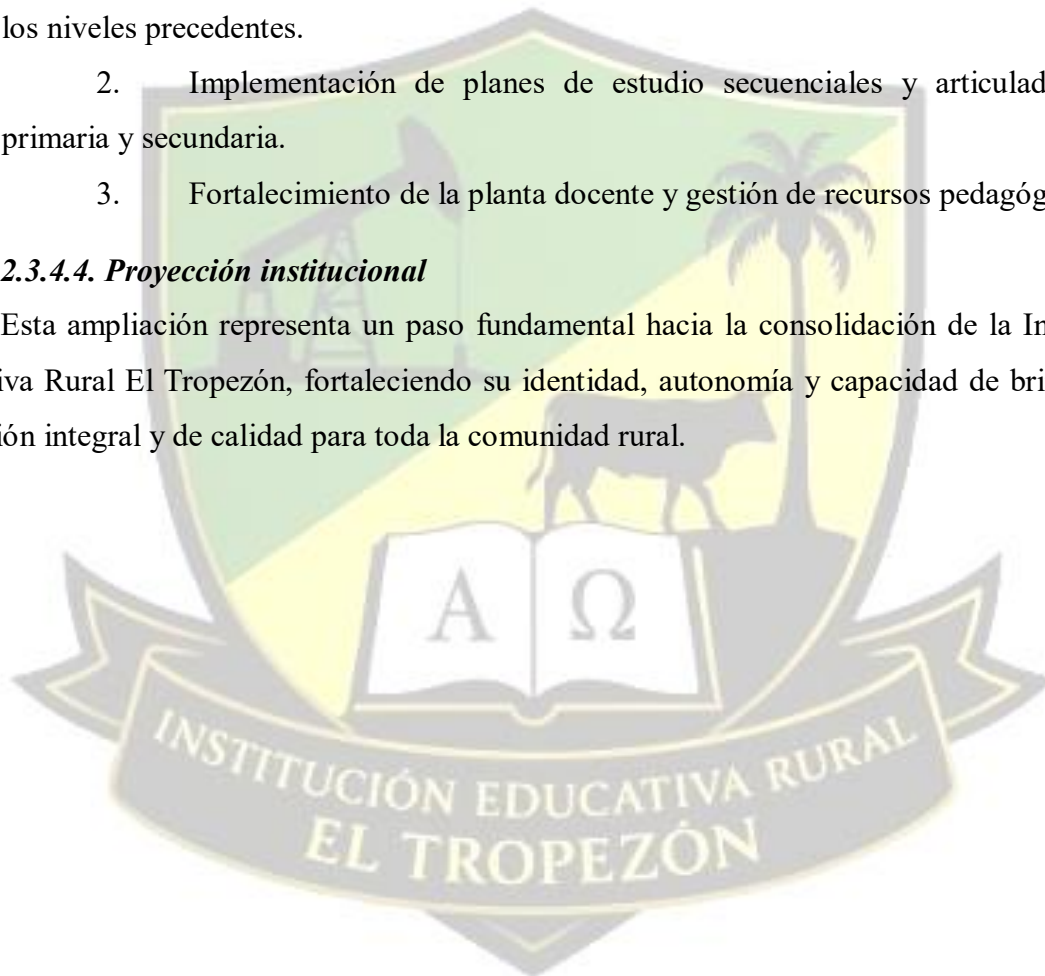 los niveles precedentes.
2. Implementación de planes de estudio secuenciales y articulad
primaria y secundaria.
3. Fortalecimiento de la planta docente y gestión de recursos pedagóg
2.3.4.4. Proyección institucional
Esta ampliación representa un paso fundamental hacia la consolidación de la In
iva Rural El Tropezón, fortaleciendo su identidad, autonomía y capacidad de bri
ión integral y de calidad para toda la comunidad rural.
Α Ω
INSTITUCIÓN EDUCATIVA RURAL
EL TROPEZÓN